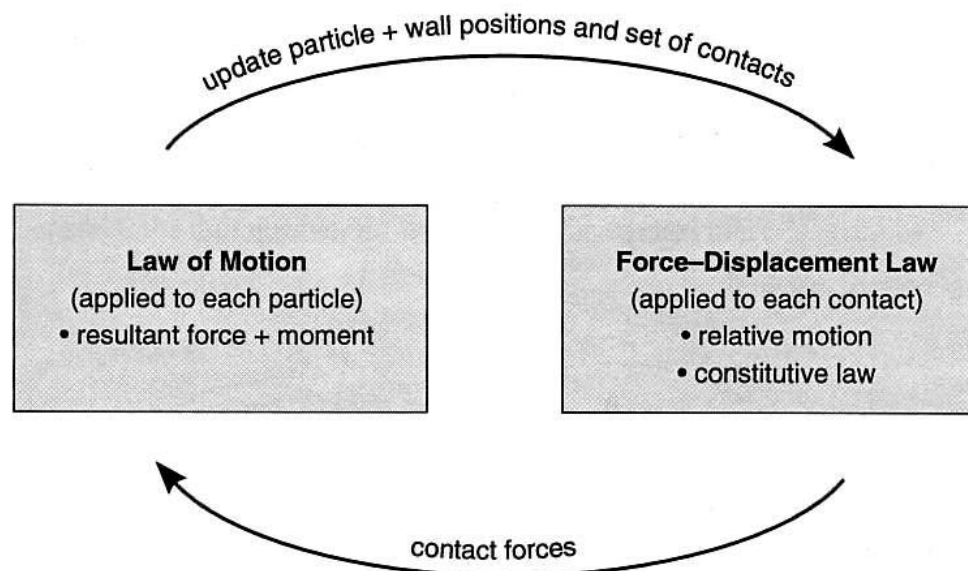 update particle + wall positions and set of contacts
Law of Motion
(applied to each particle)
• resultant force + moment
Force–Displacement Law
(applied to each contact)
• relative motion
• constitutive law
contact forces